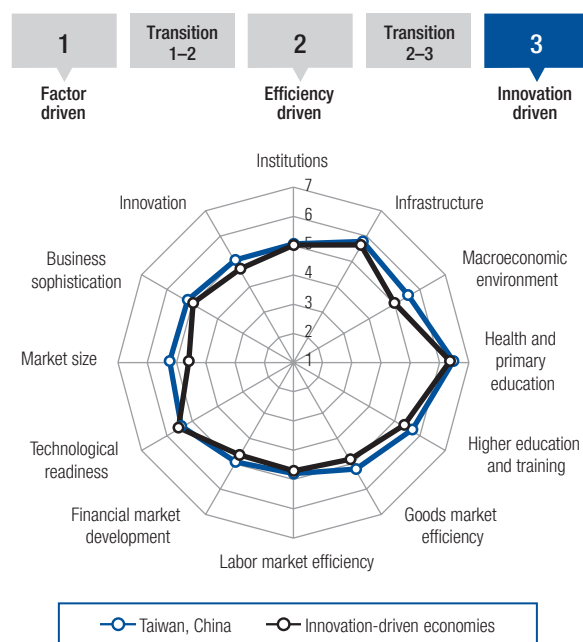 1
Transition
1–2
2
Transition
2–3
3
Factor
driven
Efficiency
driven
Innovation
driven
Institutions
7
6
5
4
3
2
1
Infrastructure
Macroeconomic
environment
Health and
primary
education
Higher education
and training
Goods market
efficiency
Labor market efficiency
Financial market
development
Technological
readiness
Market size
Business
sophistication
Innovation
Taiwan, China
Innovation-driven economies